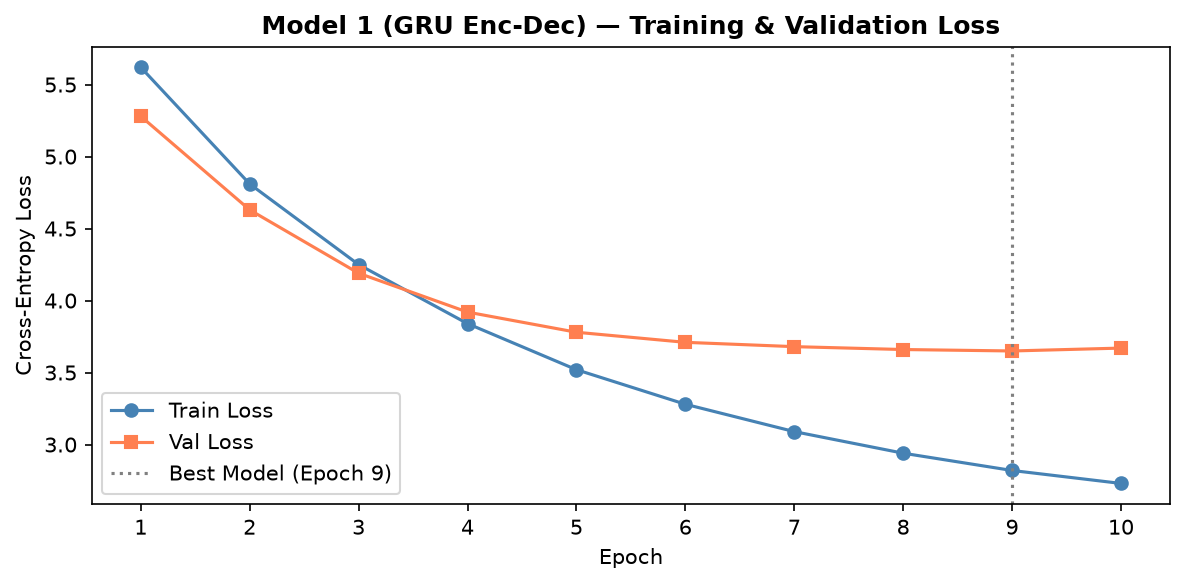 Model 1 (GRU Enc-Dec) — Training & Validation Loss
Cross-Entropy Loss
5.5
5.0
4.5
4.0
3.5
3.0
Train Loss
Val Loss
Best Model (Epoch 9)
1 2 3 4 5 6 7 8 9 10
Epoch